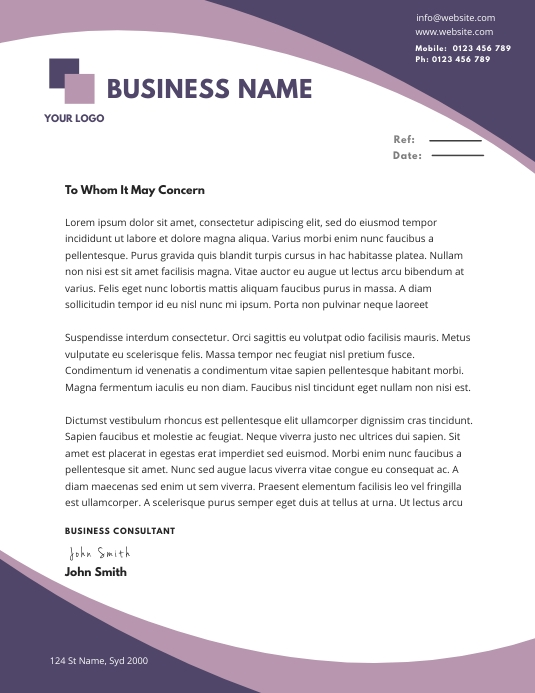 info@website.com
www.website.com
Mobile: 0123 456 789
Ph: 0123 456 789
BUSINESS NAME
YOUR LOGO
Ref:
Date:
To Whom It May Concern
Lorem ipsum dolor sit amet, consectetur adipiscing elit, sed do eiusmod tempor
incididunt ut labore et dolore magna aliqua. Varius morbi enim nunc faucibus a
pellentesque. Purus gravida quis blandit turpis cursus in hac habitasse platea. Nullam
non nisi est sit amet facilisis magna. Vitae auctor eu augue ut lectus arcu bibendum at
varius. Felis eget nunc lobortis mattis aliquam faucibus purus in massa. A diam
sollicitudin tempor id eu nisl nunc mi ipsum. Porta non pulvinar neque laoreet
Suspendisse interdum consectetur. Orci sagittis eu volutpat odio facilisis mauris. Metus
vulputate eu scelerisque felis. Massa tempor nec feugiat nisl pretium fusce.
Condimentum id venenatis a condimentum vitae sapien pellentesque habitant morbi.
Magna fermentum iaculis eu non diam. Faucibus nisl tincidunt eget nullam non nisi est.
Dictumst vestibulum rhoncus est pellentesque elit ullamcorper dignissim cras tincidunt.
Sapien faucibus et molestie ac feugiat. Neque viverra justo nec ultrices dui sapien. Sit
amet est placerat in egestas erat imperdiet sed euismod. Morbi enim nunc faucibus a
pellentesque sit amet. Nunc sed augue lacus viverra vitae congue eu consequat ac. A
diam maecenas sed enim ut sem viverra. Praesent elementum facilisis leo vel fringilla
est ullamcorper. A scelerisque purus semper eget duis at tellus at urna. Ut lectus arcu
BUSINESS CONSULTANT
John Smith
John Smith
124 St Name, Syd 2000